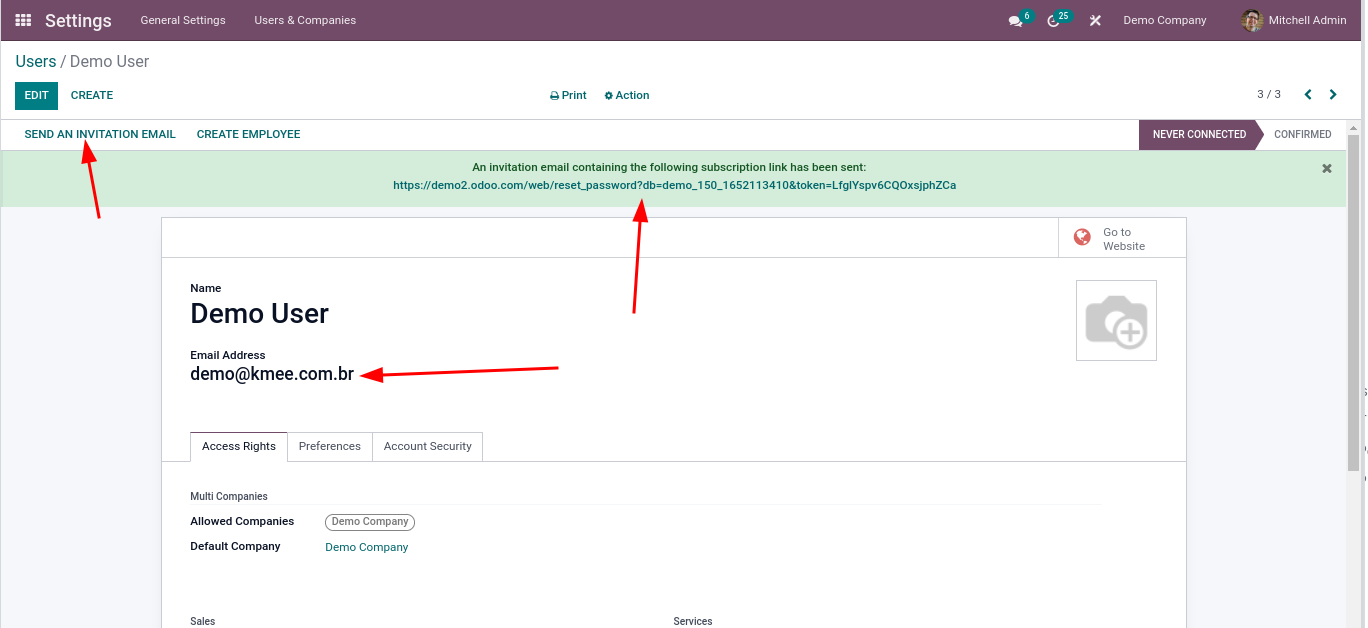 Settings General Settings Users & Companies 6 25 Demo Company Mitchell Admin
Users / Demo User
EDIT CREATE Print Action 3 / 3
SEND AN INVITATION EMAIL CREATE EMPLOYEE NEVER CONNECTED CONFIRMED
An invitation email containing the following subscription link has been sent:
https://demo2.odoo.com/web/reset_password?db=demo_150_1652113410&token=LfglYspv6CQOxsjphZCa
Go to
Website
Name
Demo User
Email Address
demo@kmee.com.br
Access Rights Preferences Account Security
Multi Companies
Allowed Companies Demo Company
Default Company Demo Company
Sales Services